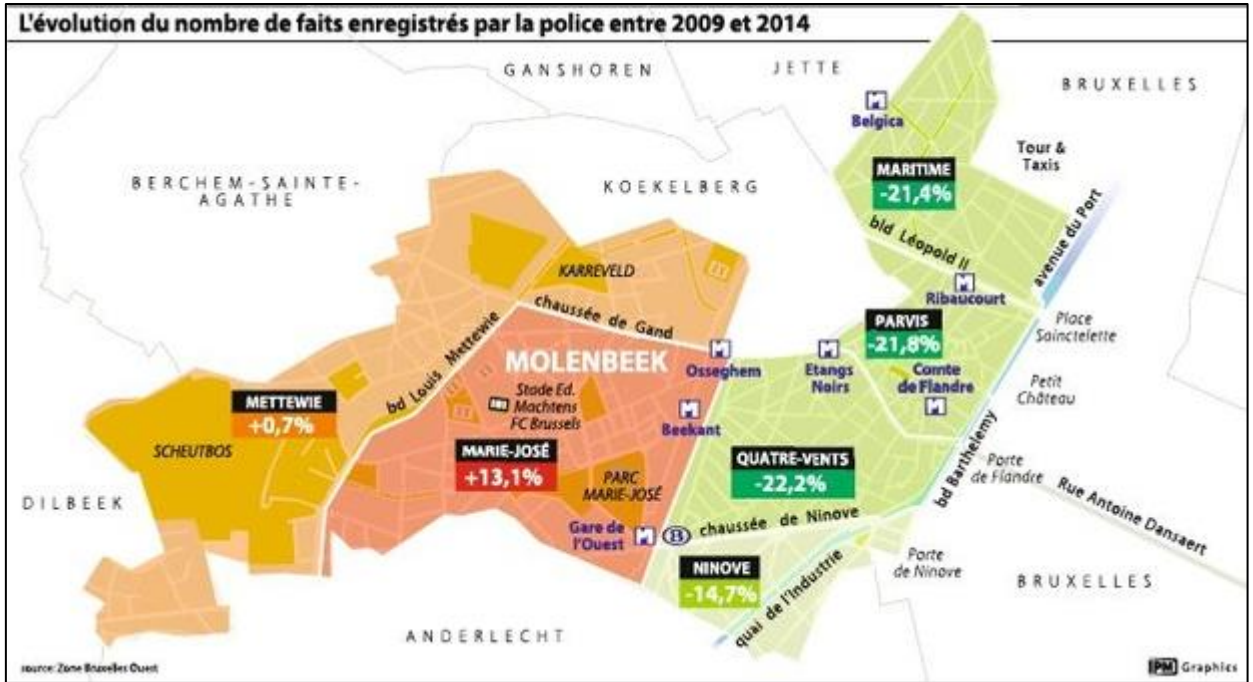 L'évolution du nombre de faits enregistrés par la police entre 2009 et 2014
GANSHOREN
JETTE
BRUXELLES
Belgica
Tour &
Taxis
MARITIME
-21,4%
BERCHEM-SAINTE-
AGATHE
KOEKELBERG
avenue du Port
bld Léopold II
KARREVELD
Ribaucourt
chaussée de Gand
PARVIS
-21,8%
Place
Sainctelette
bd Louis Mettewie
MOLENBEEK
Osseghem
Etangs
Noirs
Comte
de Flandre
Petit
Château
Stade Ed.
Machtens
FC Brussels
METTEWIE
+0,7%
Beekant
SCHEUTBOS
MARIE-JOSÉ
+13,1%
QUATRE-VENTS
-22,2%
bd Barthelemy
Porte
de Flandre
PARC
MARIE-JOSÉ
Rue Antoine Dansaert
DILBEEK
Gare de
l'Ouest
B
chaussée de Ninove
NINOVE
-14,7%
quai de l'Industrie
Porte
de Ninove
BRUXELLES
ANDERLECHT
source: Zone Bruxelles Ouest
IPM Graphics